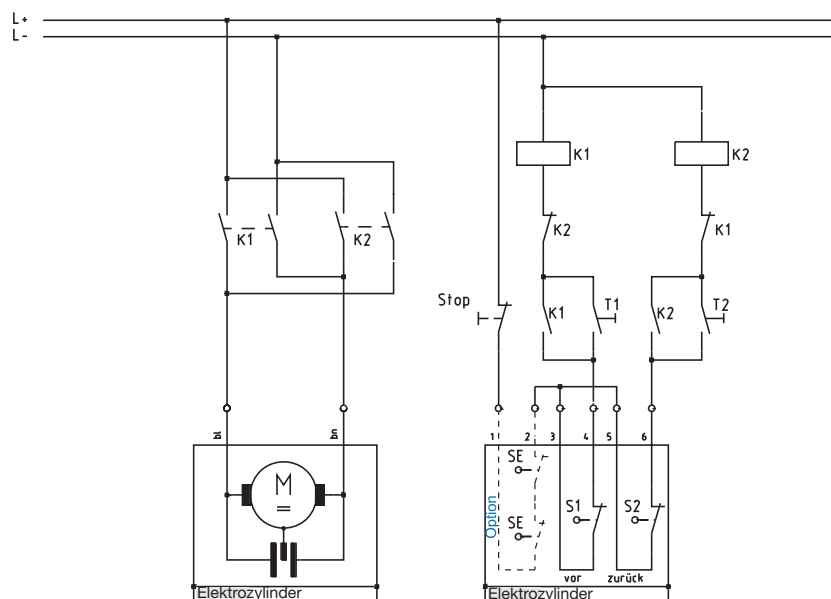 L+
L-
K1
K2
K2
K1
K1
K2
Stop
K1
T1
K2
T2
bl
bn
1
2
3
4
5
6
M
=
SE
SE
Option
S1
S2
vor
zurück
Elektrozylinder
Elektrozylinder